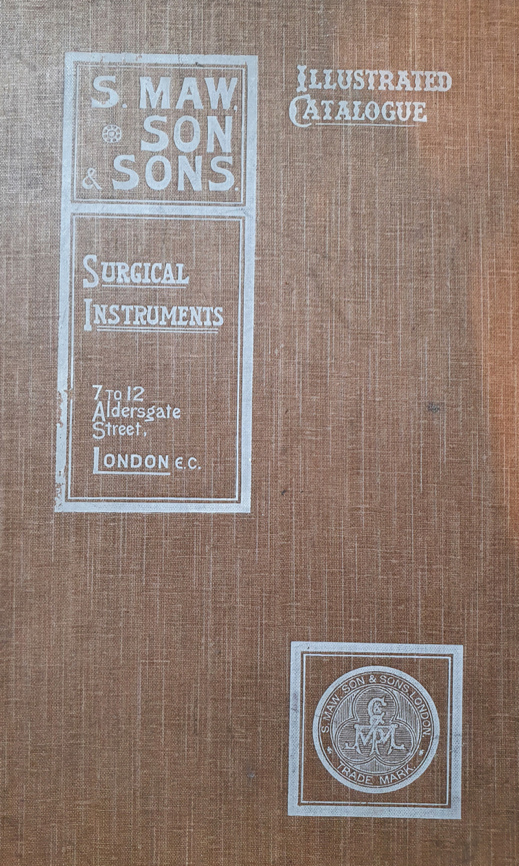 S. MAW,
SON
& SONS.
ILLUSTRATED
CATALOGUE
SURGICAL
INSTRUMENTS
7 TO 12
Aldersgate
Street,
LONDON E.C.
S. MAW, SON & SONS, LONDON.
TRADE MARK.